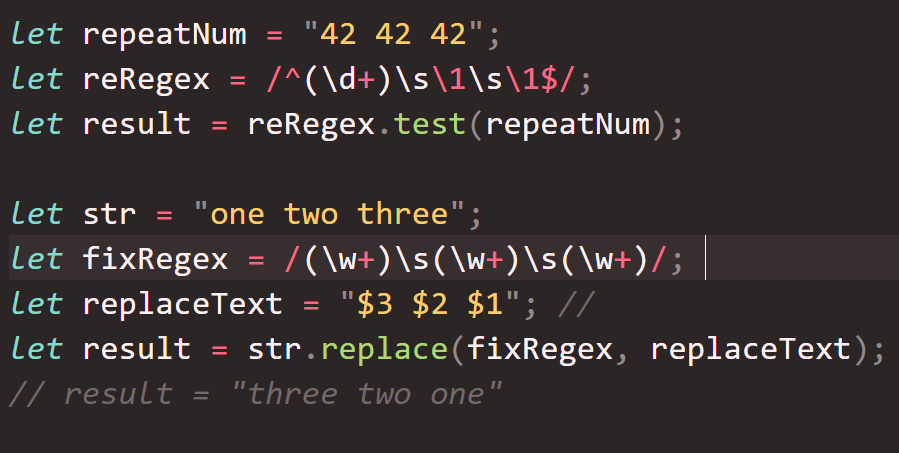 let repeatNum = "42 42 42";
let reRegex = /^(\d+)\s\1\s\1$/;
let result = reRegex.test(repeatNum);
let str = "one two three";
let fixRegex = /(\w+)\s(\w+)\s(\w+)/;
let replaceText = "$3 $2 $1"; //
let result = str.replace(fixRegex, replaceText);
// result = "three two one"